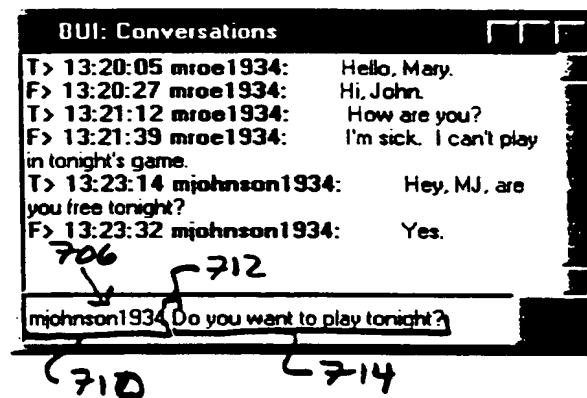 BUI: Conversations
T> 13:20:05 mroe1934: Hello, Mary.
F> 13:20:27 mroe1934: Hi, John.
T> 13:21:12 mroe1934: How are you?
F> 13:21:39 mroe1934: I'm sick. I can't play
in tonight's game.
T> 13:23:14 mjohnson1934: Hey, MJ, are
you free tonight?
F> 13:23:32 mjohnson1934: Yes.
706
712
mjohnson1934 Do you want to play tonight?
710
714